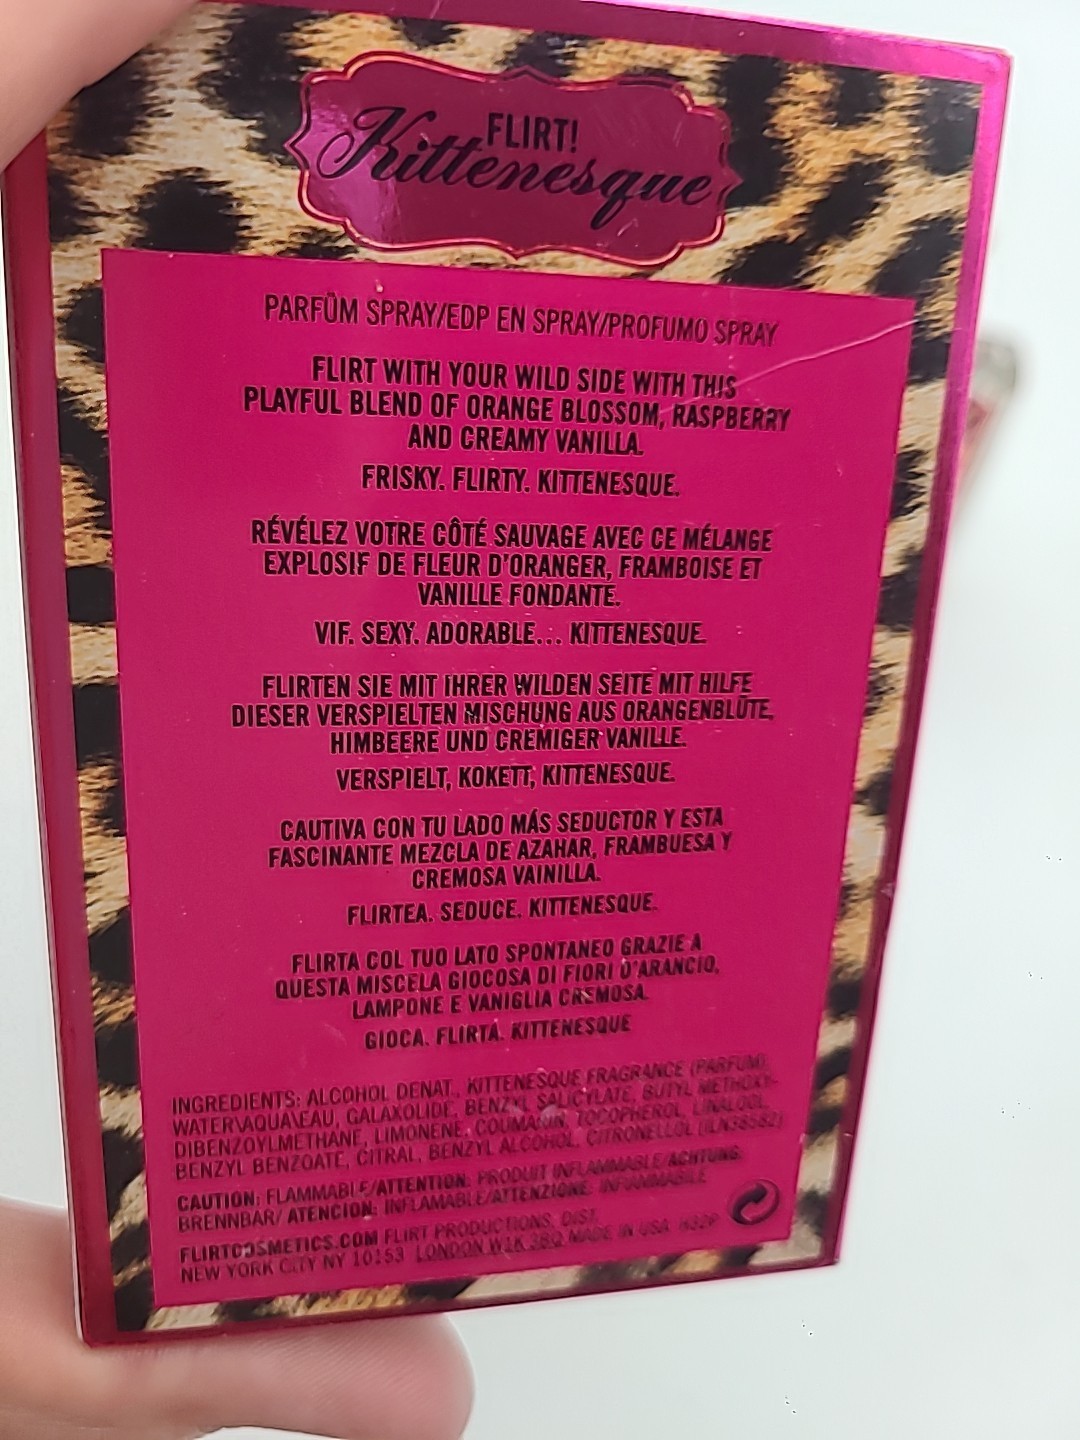 FLIRT!
Kittenesque
PARFÜM SPRAY/EDP EN SPRAY/PROFUMO SPRAY
FLIRT WITH YOUR WILD SIDE WITH THIS
PLAYFUL BLEND OF ORANGE BLOSSOM, RASPBERRY
AND CREAMY VANILLA.
FRISKY. FLIRTY. KITTENESQUE.
RÉVÉLEZ VOTRE CÔTÉ SAUVAGE AVEC CE MÉLANGE
EXPLOSIF DE FLEUR D'ORANGER, FRAMBOISE ET
VANILLE FONDANTE.
VIF. SEXY. ADORABLE... KITTENESQUE.
FLIRTEN SIE MIT IHRER WILDEN SEITE MIT HILFE
DIESER VERSPIELTEN MISCHUNG AUS ORANGENBLÜTE,
HIMBEERE UND CREMIGER VANILLE.
VERSPIELT, KOKETT, KITTENESQUE.
CAUTIVA CON TU LADO MÁS SEDUCTOR Y ESTA
FASCINANTE MEZCLA DE AZAHAR, FRAMBUESA Y
CREMOSA VAINILLA.
FLIRTEA. SEDUCE. KITTENESQUE.
FLIRTA COL TUO LATO SPONTANEO GRAZIE A
QUESTA MISCELA GIOCOSA DI FIORI D'ARANCIO,
LAMPONE E VANIGLIA CREMOSA.
GIOCA. FLIRTA. KITTENESQUE
INGREDIENTS: ALCOHOL DENAT., KITTENESQUE FRAGRANCE (PARFUM),
WATER\AQUA\EAU, GALAXOLIDE, BENZYL SALICYLATE, BUTYL METHOXY-
DIBENZOYLMETHANE, LIMONENE, COUMARIN, TOCOPHEROL, LINALOOL,
BENZYL BENZOATE, CITRAL, BENZYL ALCOHOL, CITRONELLOL (ILN38582)
CAUTION: FLAMMABLE/ATTENTION: PRODUIT INFLAMMABLE/ACHTUNG:
BRENNBAR/ ATENCION: INFLAMABLE/ATTENZIONE: INFIAMMABILE
FLIRTCOSMETICS.COM FLIRT PRODUCTIONS, DIST.
NEW YORK CITY NY 10153 LONDON W1K 3BQ MADE IN USA H32P